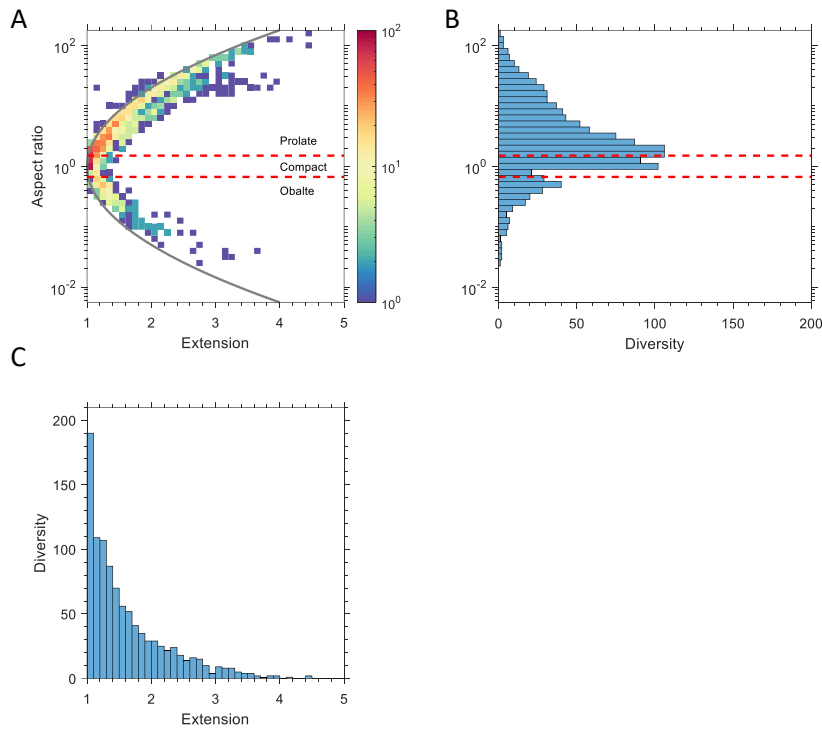 A
B
10^2
10^0
10^-2
Aspect ratio
Prolate
Compact
Obalte
1 2 3 4 5
Extension
10^2
10^1
10^0
10^2
10^0
10^-2
0 50 100 150 200
Diversity
C
200
150
100
50
0
Diversity
1 2 3 4 5
Extension